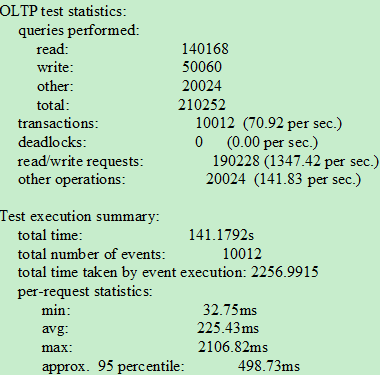 OLTP test statistics:
queries performed:
read: 140168
write: 50060
other: 20024
total: 210252
transactions: 10012 (70.92 per sec.)
deadlocks: 0 (0.00 per sec.)
read/write requests: 190228 (1347.42 per sec.)
other operations: 20024 (141.83 per sec.)
Test execution summary:
total time: 141.1792s
total number of events: 10012
total time taken by event execution: 2256.9915
per-request statistics:
min: 32.75ms
avg: 225.43ms
max: 2106.82ms
approx. 95 percentile: 498.73ms